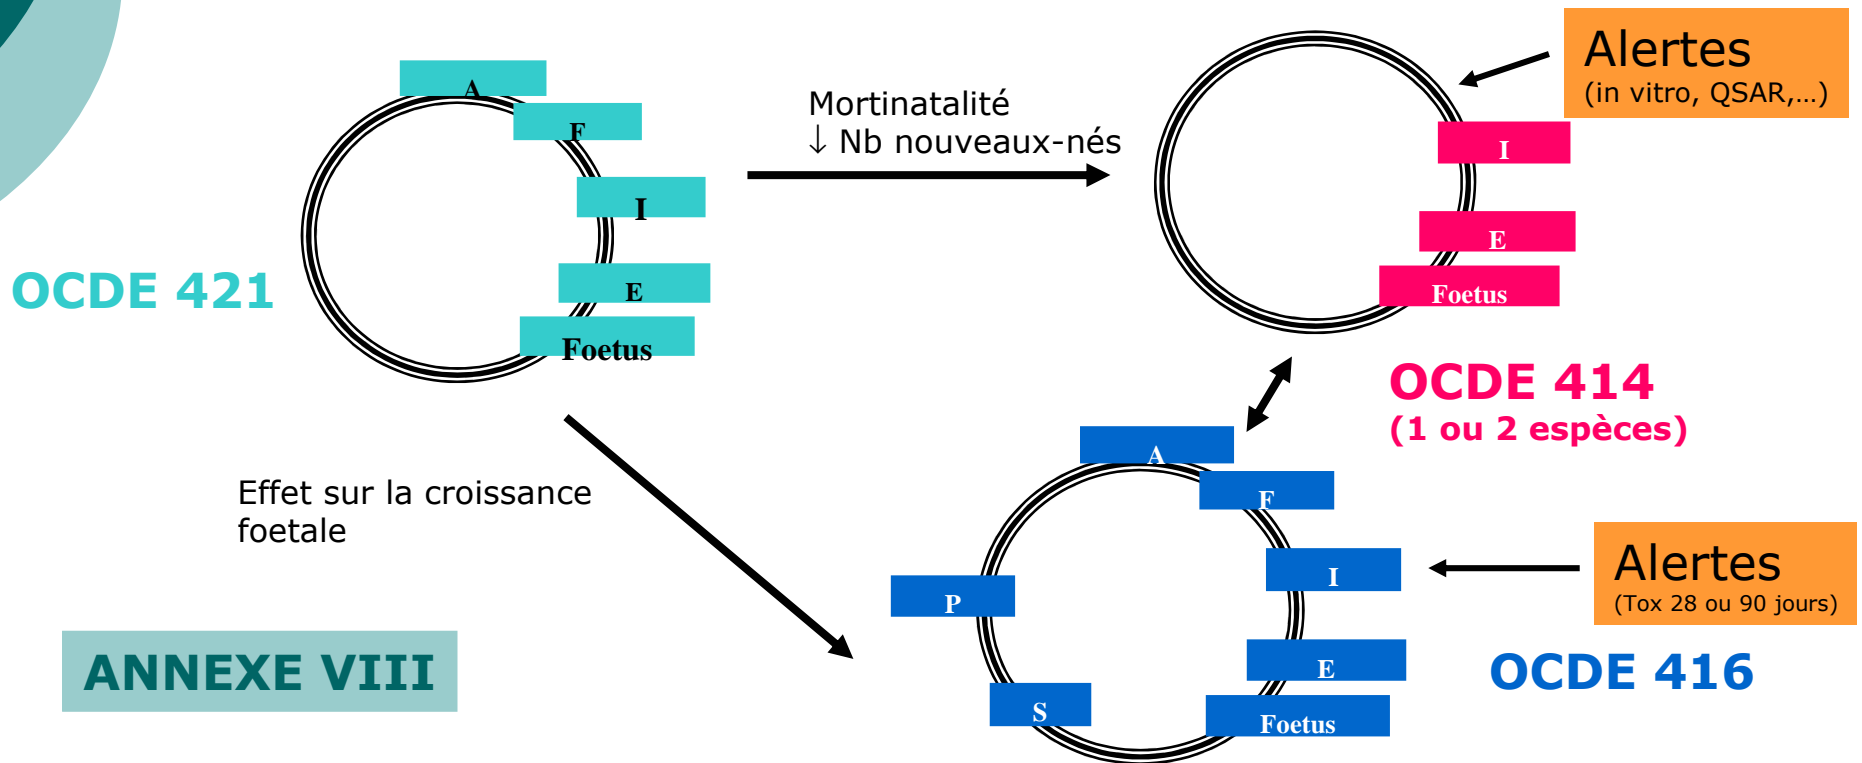 A
F
I
E
Foetus
OCDE 421
Mortinatalité
↓ Nb nouveaux-nés
Alertes
(in vitro, QSAR,...)
I
E
Foetus
OCDE 414
(1 ou 2 espèces)
Effet sur la croissance
foetale
A
F
I
E
Foetus
S
P
Alertes
(Tox 28 ou 90 jours)
OCDE 416
ANNEXE VIII